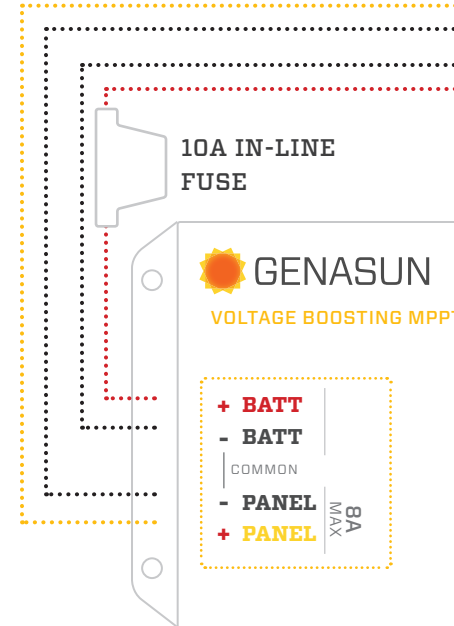 10A IN-LINE
FUSE
GENASUN
VOLTAGE BOOSTING MPPT
+ BATT
- BATT
COMMON
- PANEL
+ PANEL
8A
MAX